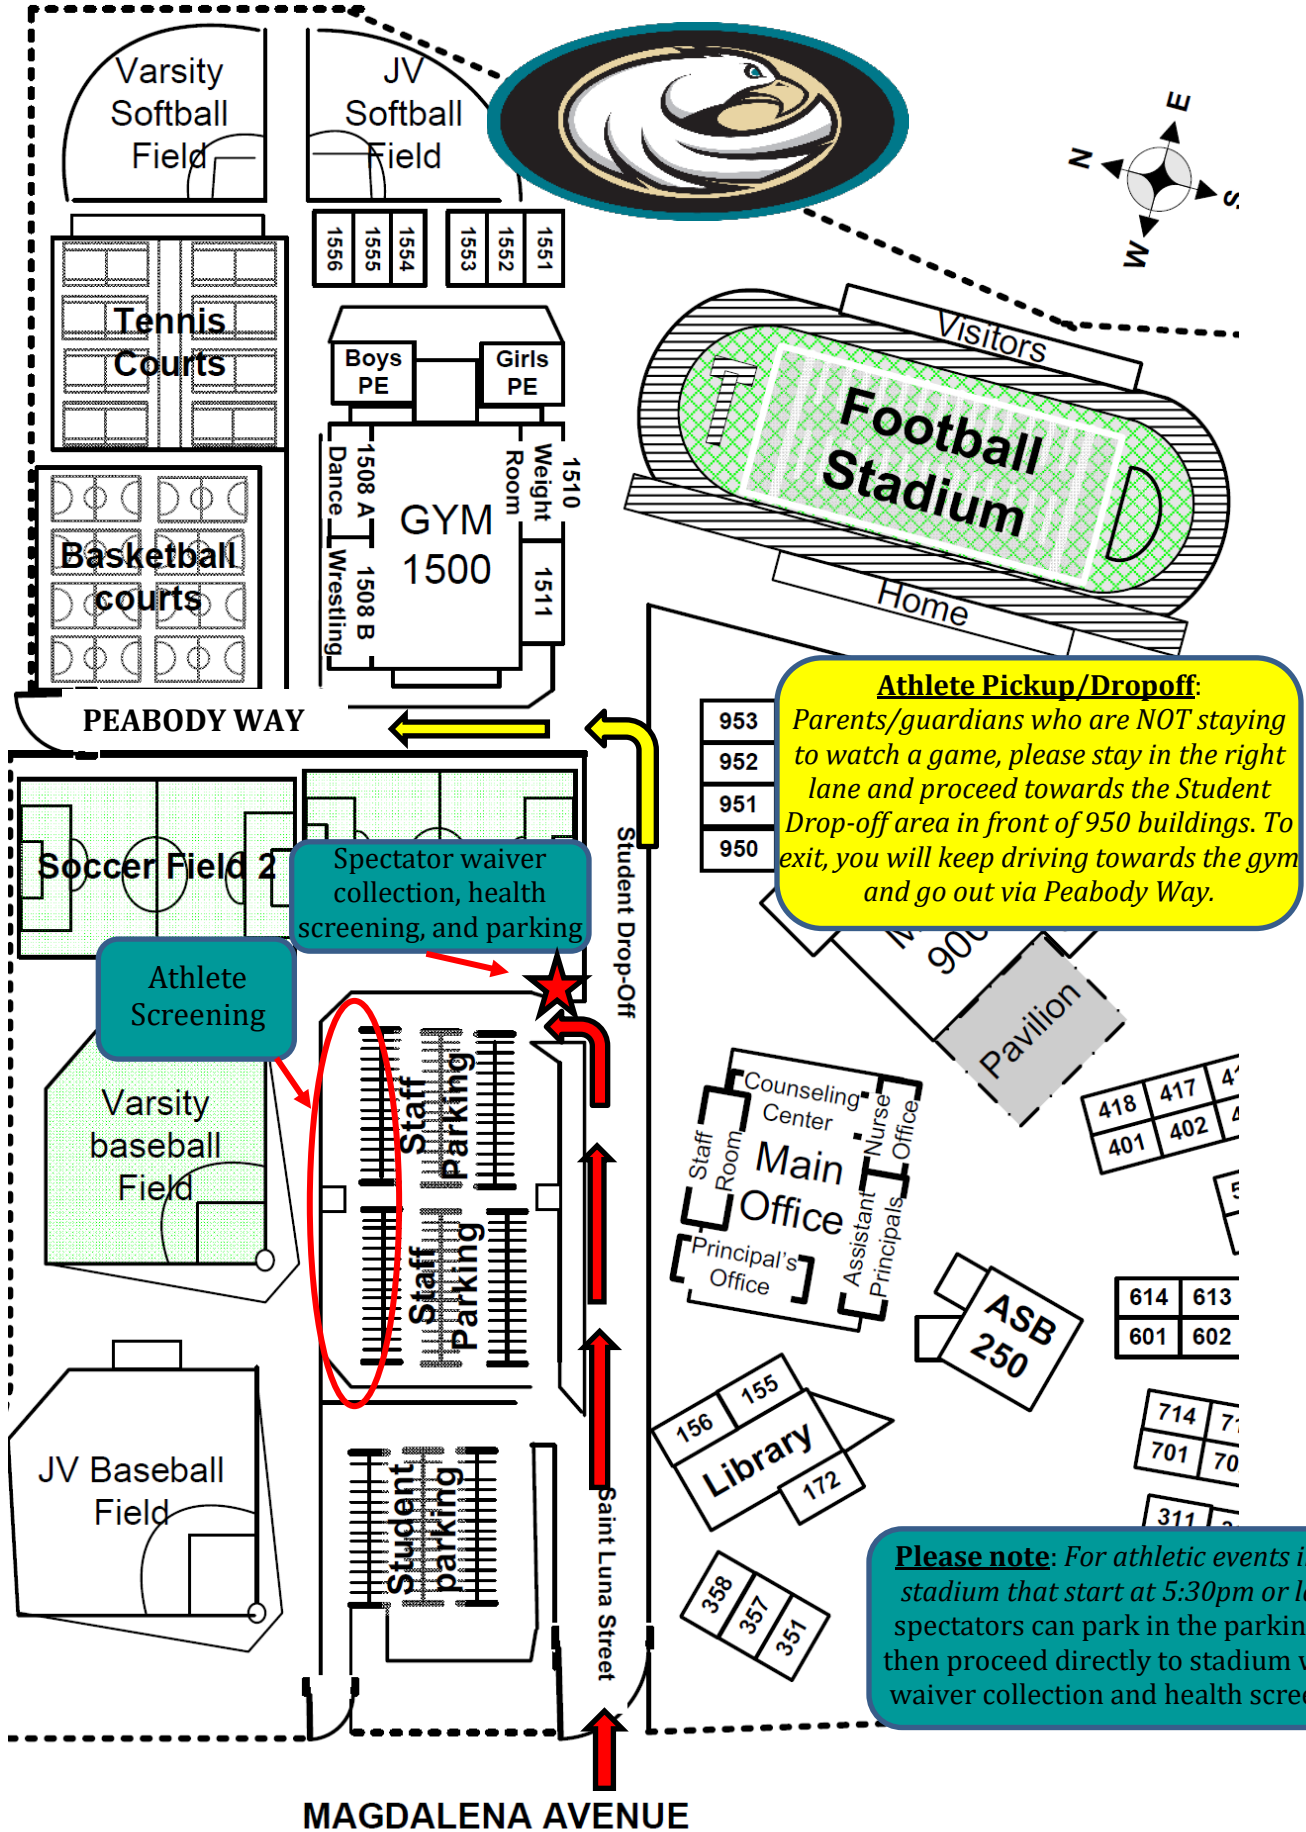 Varsity
Softball
Field
JV
Softball
Field
N
E
S
W
1556
1555
1554
1553
1552
1551
Tennis
Courts
Boys
PE
Girls
PE
Visitors
T
Football
Stadium
D
Home
1508 A
Dance
1508 B
Wrestling
GYM
1500
1510
Weight
Room
1511
Basketball
courts
PEABODY WAY
953
952
951
950
Athlete Pickup/Dropoff:
Parents/guardians who are NOT staying
to watch a game, please stay in the right
lane and proceed towards the Student
Drop-off area in front of 950 buildings. To
exit, you will keep driving towards the gym
and go out via Peabody Way.
Soccer Field 2
Spectator waiver
collection, health
screening, and parking
Student Drop-Off
900
Pavilion
Athlete
Screening
Varsity
baseball
Field
Staff
Parking
Staff
Parking
Counseling
Center
Nurse
Office
Staff
Room
Main
Office
Assistant
Principals
Principal's
Office
418
417
401
402
ASB
250
614
613
601
602
156
155
Library
172
714
701
JV Baseball
Field
Student
parking
Saint Luna Street
311
358
357
351
Please note: For athletic events
stadium that start at 5:30pm or
spectators can park in the
then proceed directly to stadium
waiver collection and health
MAGDALENA AVENUE